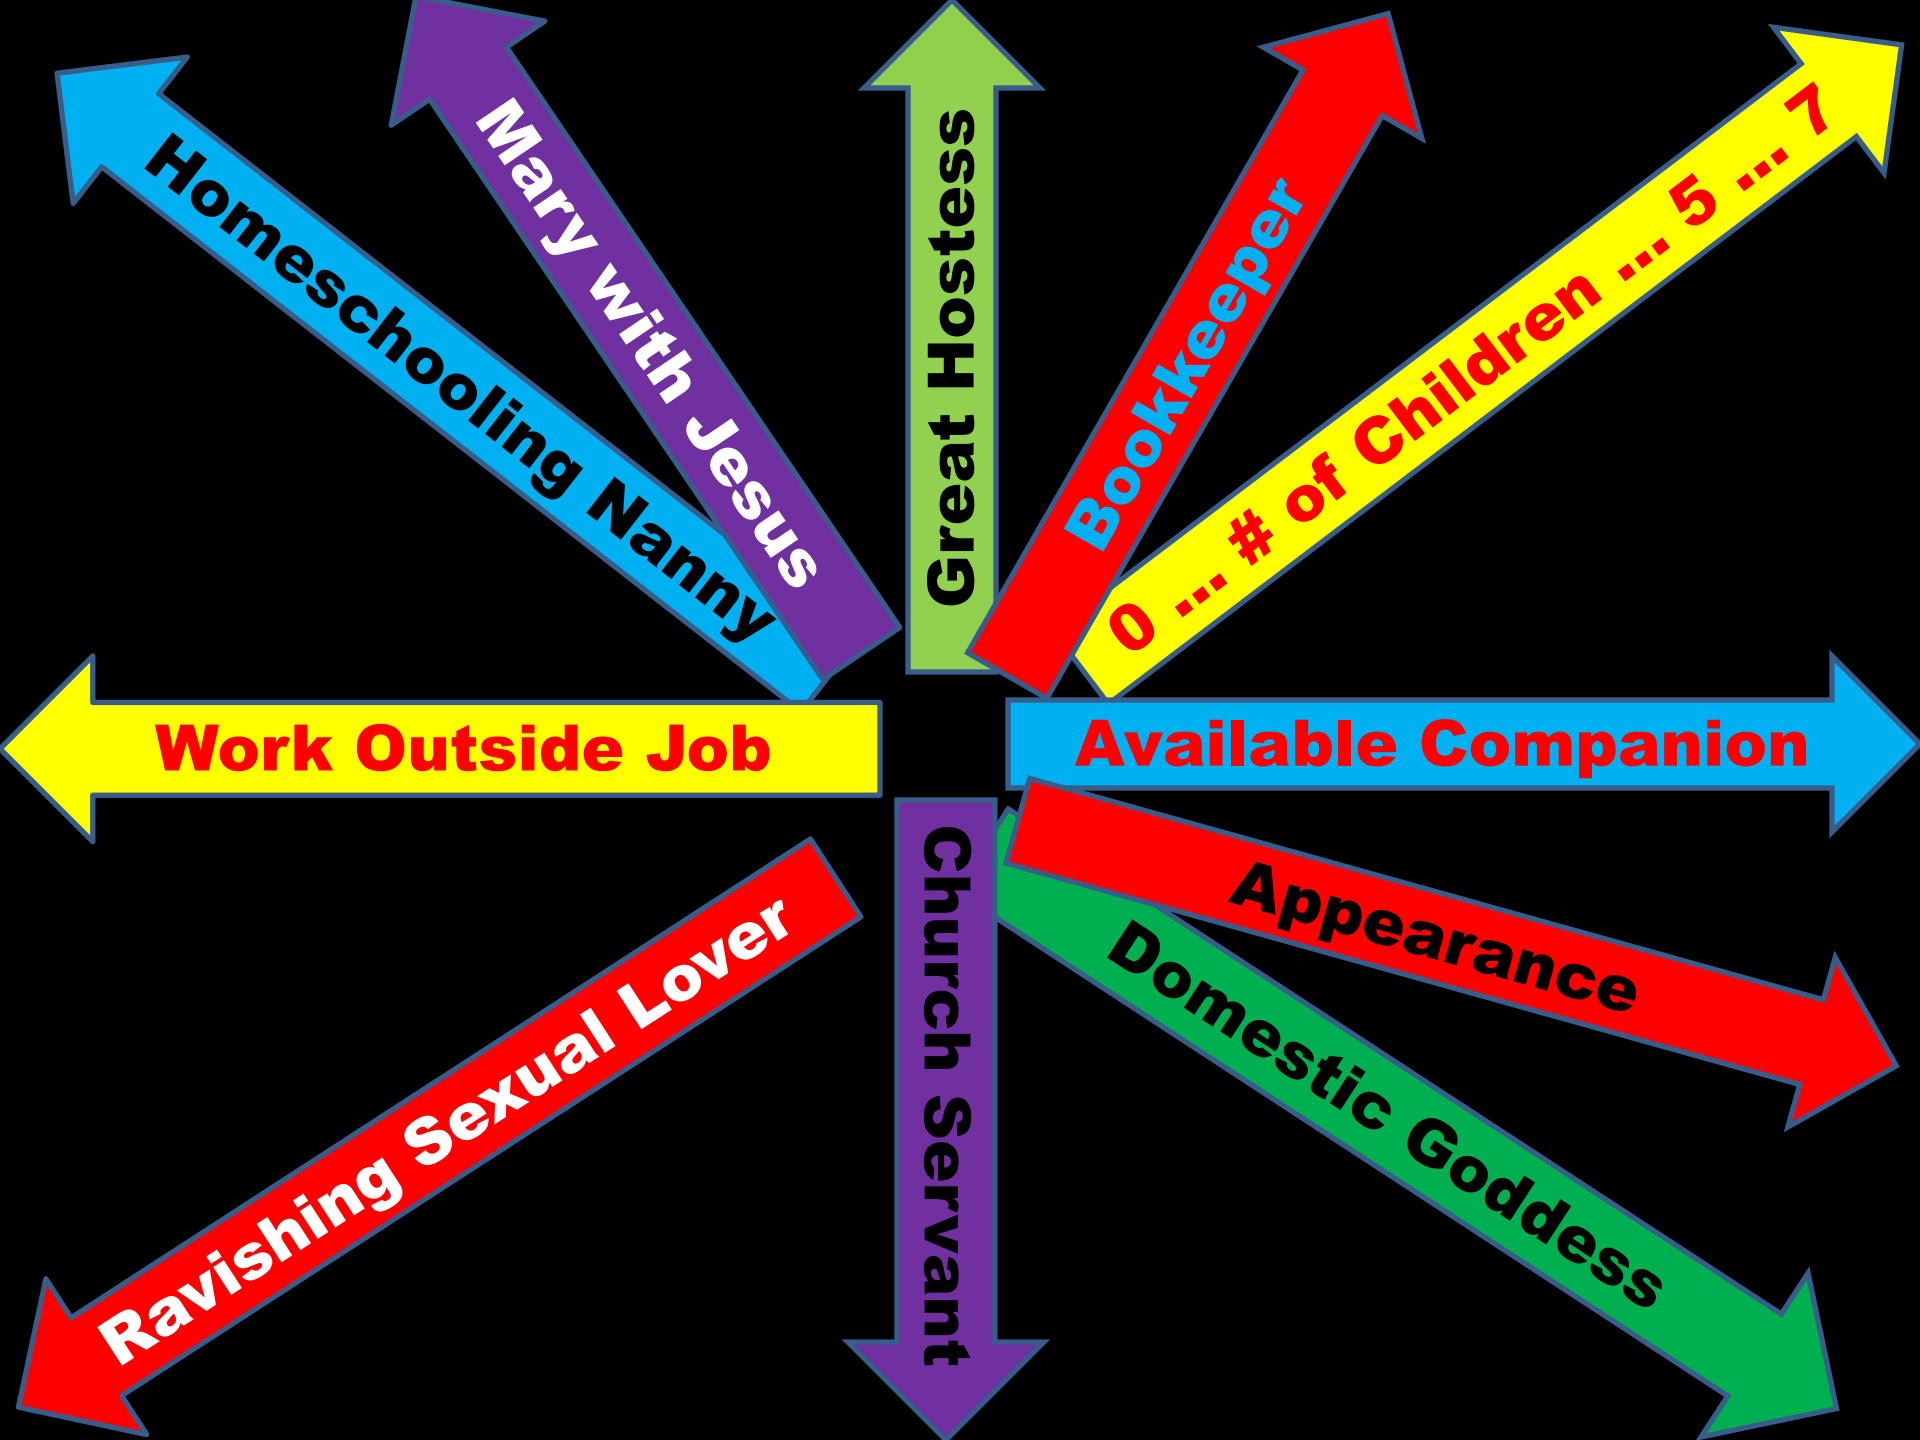 Homeschooling Nanny
Mary with Jesus
Great Hostess
Bookkeeper
0 ... # of Children ... 5 ... 7
Work Outside Job
Available Companion
Ravishing Sexual Lover
Church Servant
Appearance
Domestic Goddess